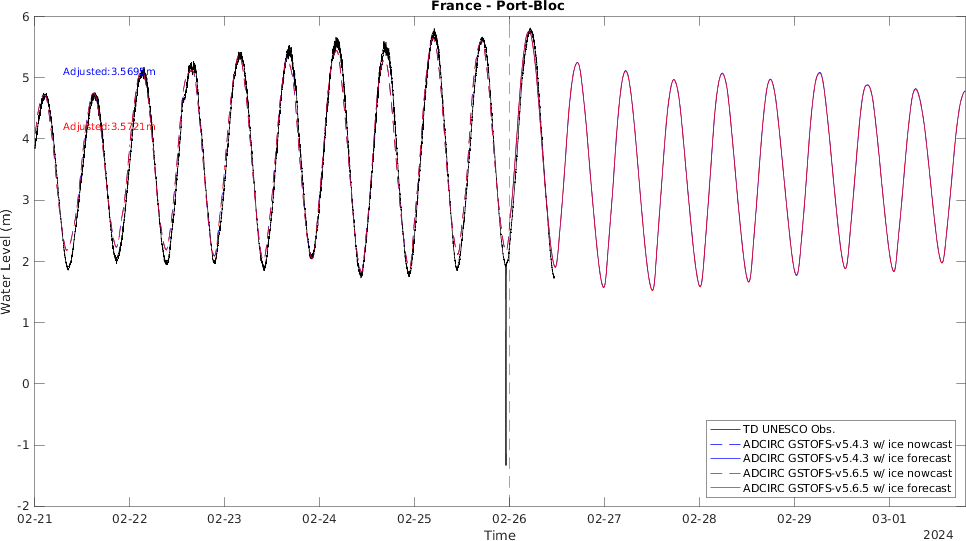 France - Port-Bloc
6
5
4
3
2
1
0
-1
-2
Water Level (m)
Adjusted:3.5695m
Adjusted:3.5721m
TD UNESCO Obs.
ADCIRC GSTOFS-v5.4.3 w/ ice nowcast
ADCIRC GSTOFS-v5.4.3 w/ ice forecast
ADCIRC GSTOFS-v5.6.5 w/ ice nowcast
ADCIRC GSTOFS-v5.6.5 w/ ice forecast
02-21 02-22 02-23 02-24 02-25 02-26 02-27 02-28 02-29 03-01
Time
2024